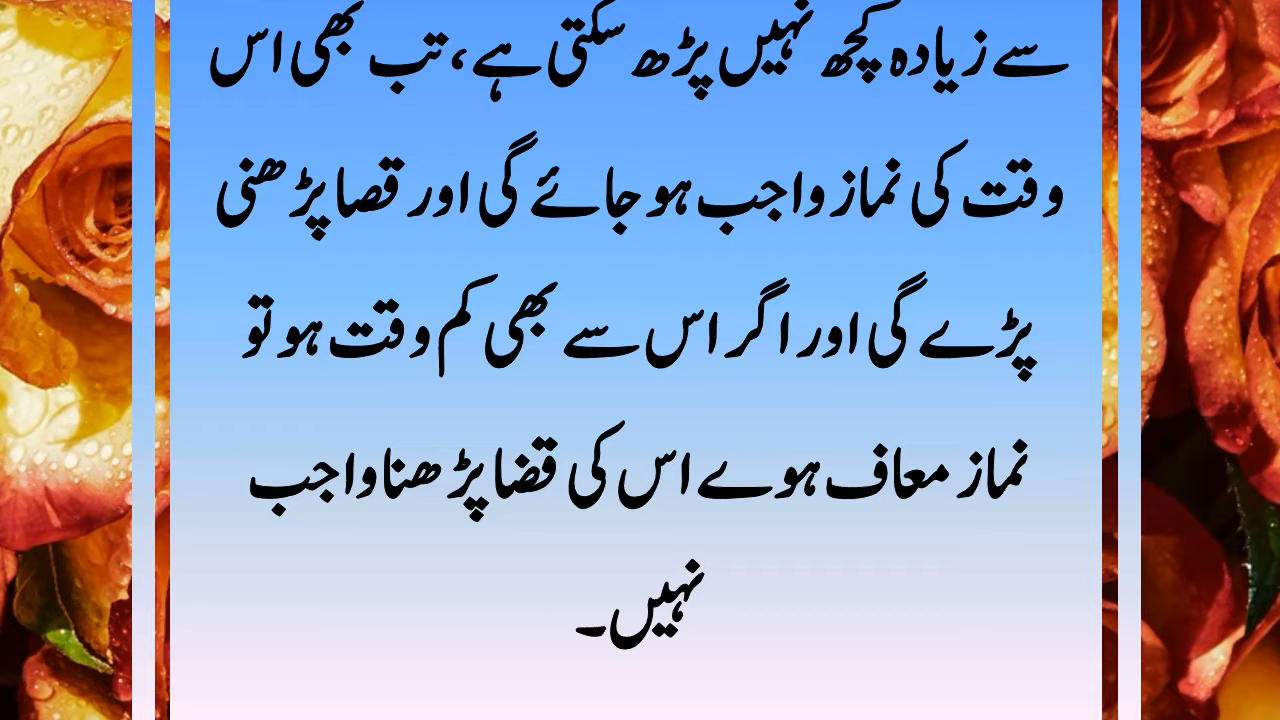 سے زیادہ کچھ نہیں پڑھ سکتی ہے، تب بھی اس
وقت کی نماز واجب ہو جائے گی اور قصا پڑھنی
پڑے گی اور اگر اس سے بھی کم وقت ہو تو
نماز معاف ہوے اس کی قضا پڑھنا واجب
نہیں۔